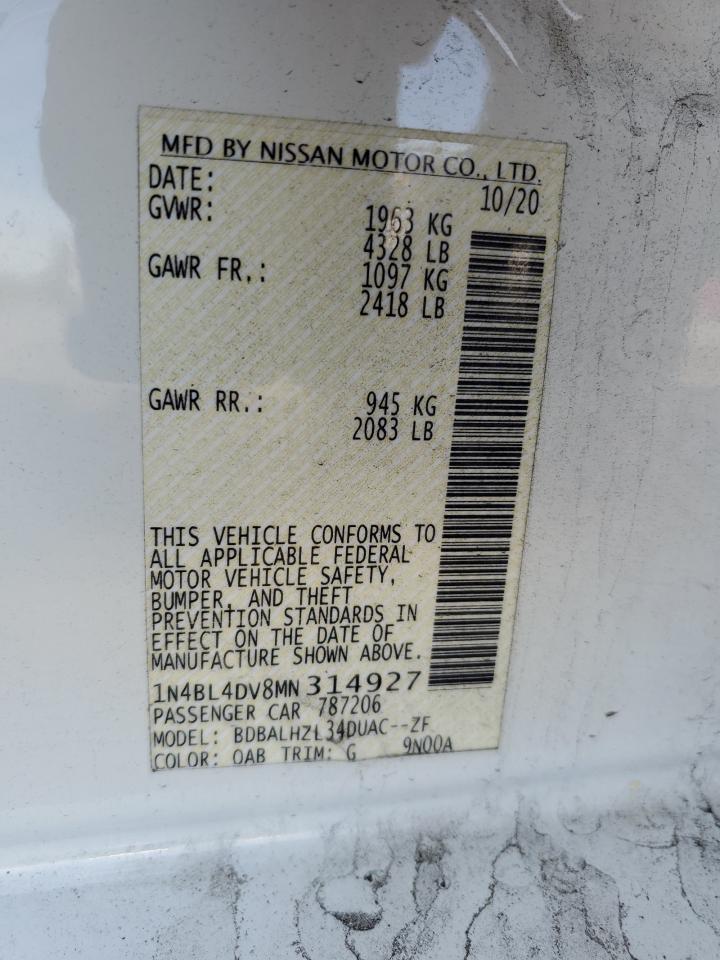 MFD BY NISSAN MOTOR CO., LTD.
DATE: 10/20
GVWR: 1963 KG
4328 LB
GAWR FR.: 1097 KG
2418 LB
GAWR RR.: 945 KG
2083 LB
THIS VEHICLE CONFORMS TO
ALL APPLICABLE FEDERAL
MOTOR VEHICLE SAFETY,
BUMPER, AND THEFT
PREVENTION STANDARDS IN
EFFECT ON THE DATE OF
MANUFACTURE SHOWN ABOVE.
1N4BL4DV8MN314927
PASSENGER CAR 787206
MODEL: BDBALHZL34DUAC--ZF
COLOR: QAB TRIM: G 9N00A